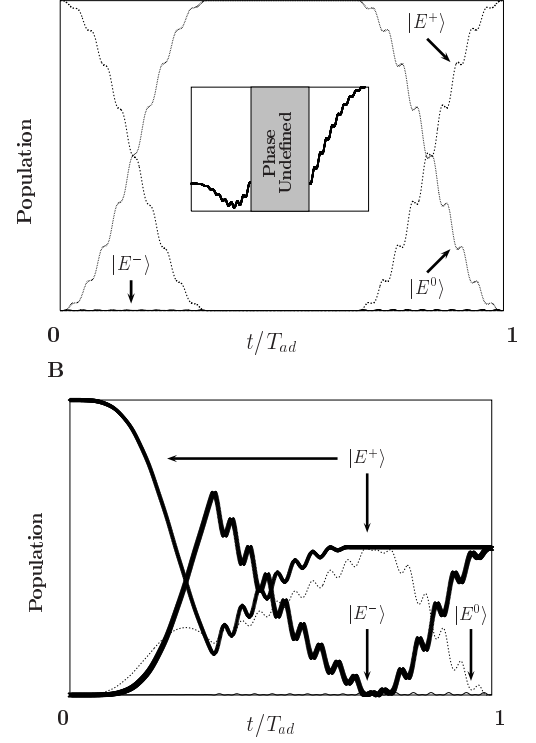 |E⁺⟩
Population
Phase
Undefined
|E⁻⟩
|E⁰⟩
0
t/T_ad
1
B
|E⁺⟩
Population
|E⁻⟩
|E⁰⟩
0
t/T_ad
1